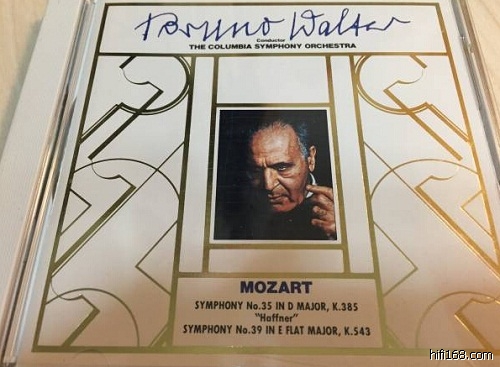 Bruno Walter
Conductor
THE COLUMBIA SYMPHONY ORCHESTRA
MOZART
SYMPHONY No.35 IN D MAJOR, K.385
"Haffner"
SYMPHONY No.39 IN E FLAT MAJOR, K.543
hifi168.com